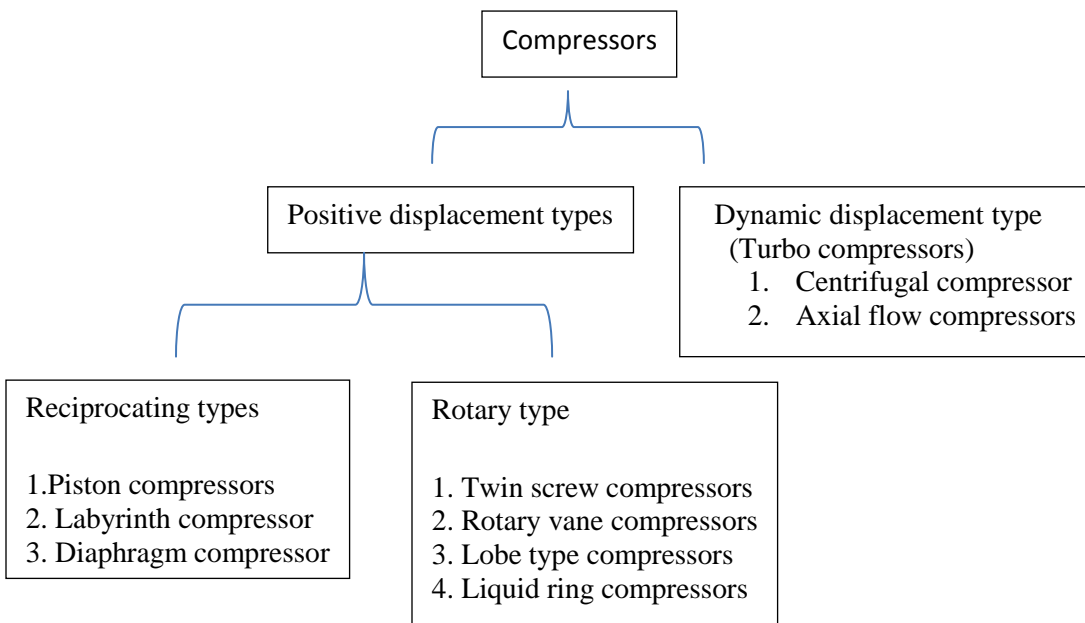 Compressors
Positive displacement types
Dynamic displacement type
(Turbo compressors)
1. Centrifugal compressor
2. Axial flow compressors
Reciprocating types
1.Piston compressors
2. Labyrinth compressor
3. Diaphragm compressor
Rotary type
1. Twin screw compressors
2. Rotary vane compressors
3. Lobe type compressors
4. Liquid ring compressors